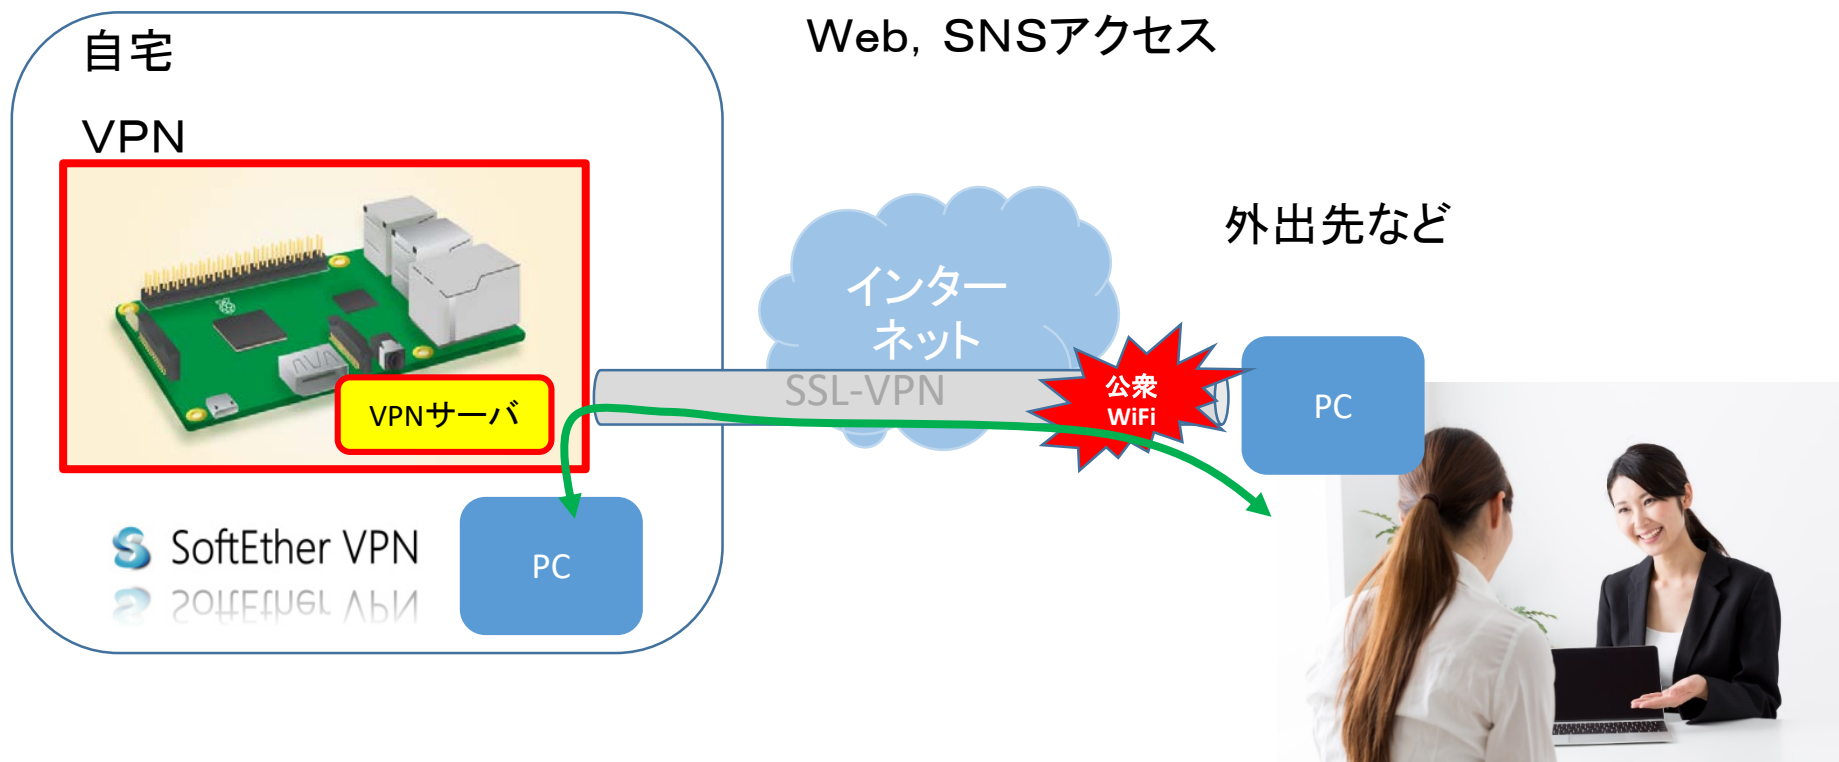 自宅
Web, SNSアクセス
VPN
外出先など
インター
ネット
SSL-VPN
公衆
WiFi
PC
VPNサーバ
SoftEther VPN
PC